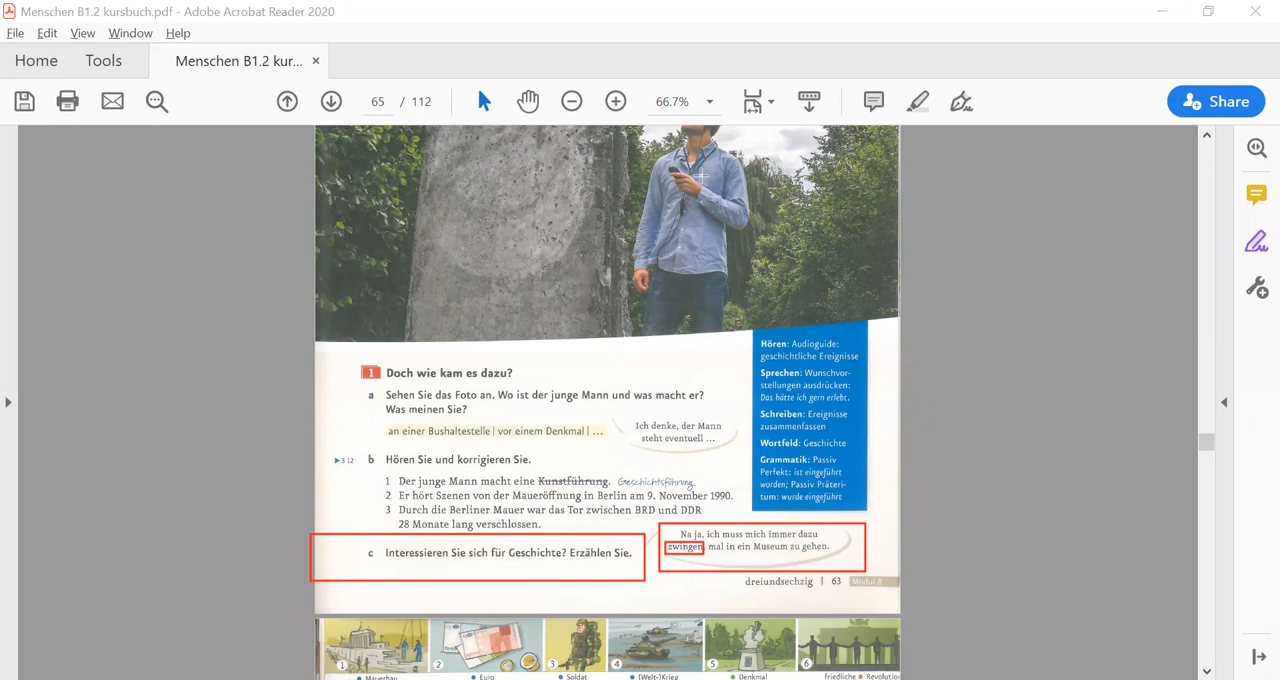 Menschen B1.2 kursbuch.pdf - Adobe Acrobat Reader 2020
File Edit View Window Help
Home Tools Menschen B1.2 kur... ×
65 / 112 66.7% Share
1 Doch wie kam es dazu?
a Sehen Sie das Foto an. Wo ist der junge Mann und was macht er?
Was meinen Sie?
an einer Bushaltestelle | vor einem Denkmal | ...
Ich denke, der Mann
steht eventuell ...
3 12 b Hören Sie und korrigieren Sie.
1 Der junge Mann macht eine Kunstführung. Geschichtsführung.
2 Er hört Szenen von der Maueröffnung in Berlin am 9. November 1990.
3 Durch die Berliner Mauer war das Tor zwischen BRD und DDR
28 Monate lang verschlossen.
c Interessieren Sie sich für Geschichte? Erzählen Sie.
Na ja, ich muss mich immer dazu
zwingen, mal in ein Museum zu gehen.
Hören: Audioguide:
geschichtliche Ereignisse
Sprechen: Wunschvor-
stellungen ausdrücken:
Das hätte ich gern erlebt.
Schreiben: Ereignisse
zusammenfassen
Wortfeld: Geschichte
Grammatik: Passiv
Perfekt: ist eingeführt
worden; Passiv Präteri-
tum: wurde eingeführt
dreiundsechzig | 63 Modul 8
1 2 3 4 5 6
Mauerbau Euro Soldat (Welt-)Krieg Denkmal friedliche Revolution